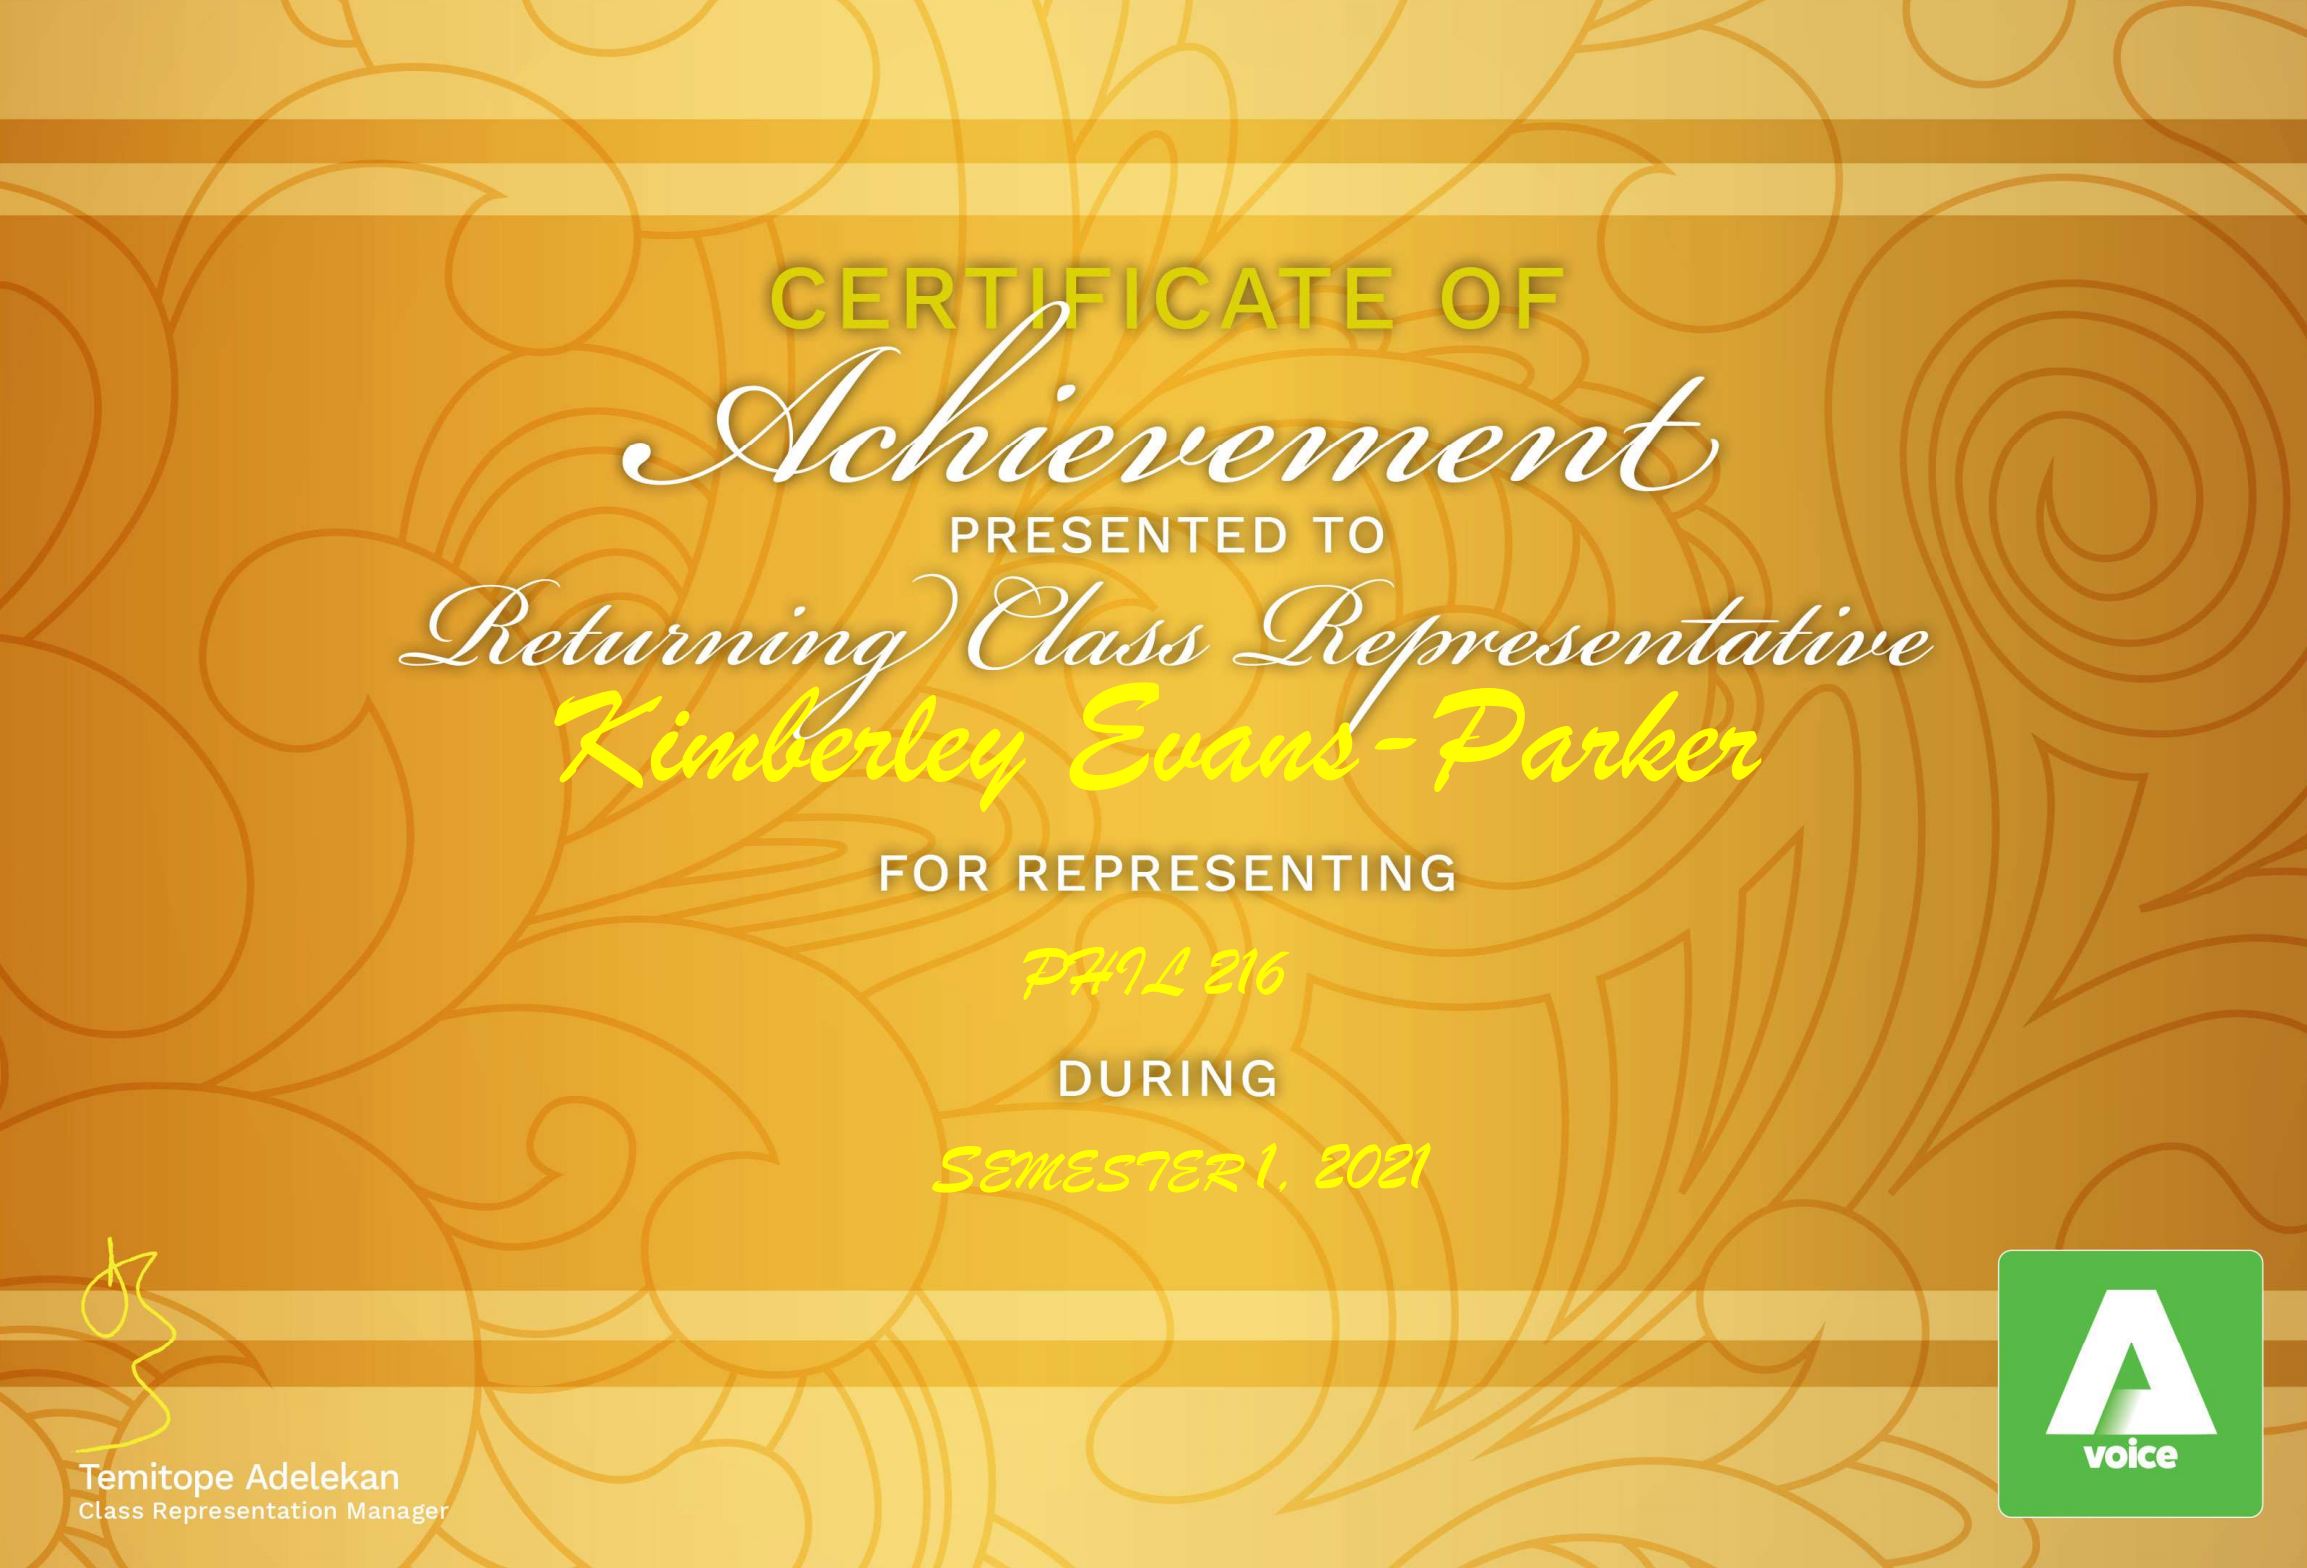 CERTIFICATE OF
Achievement
PRESENTED TO
Returning Class Representative
Kimberley Evans-Parker
FOR REPRESENTING
PHIL 216
DURING
SEMESTER 1, 2021
Temitope Adelekan
Class Representation Manager
A
voice